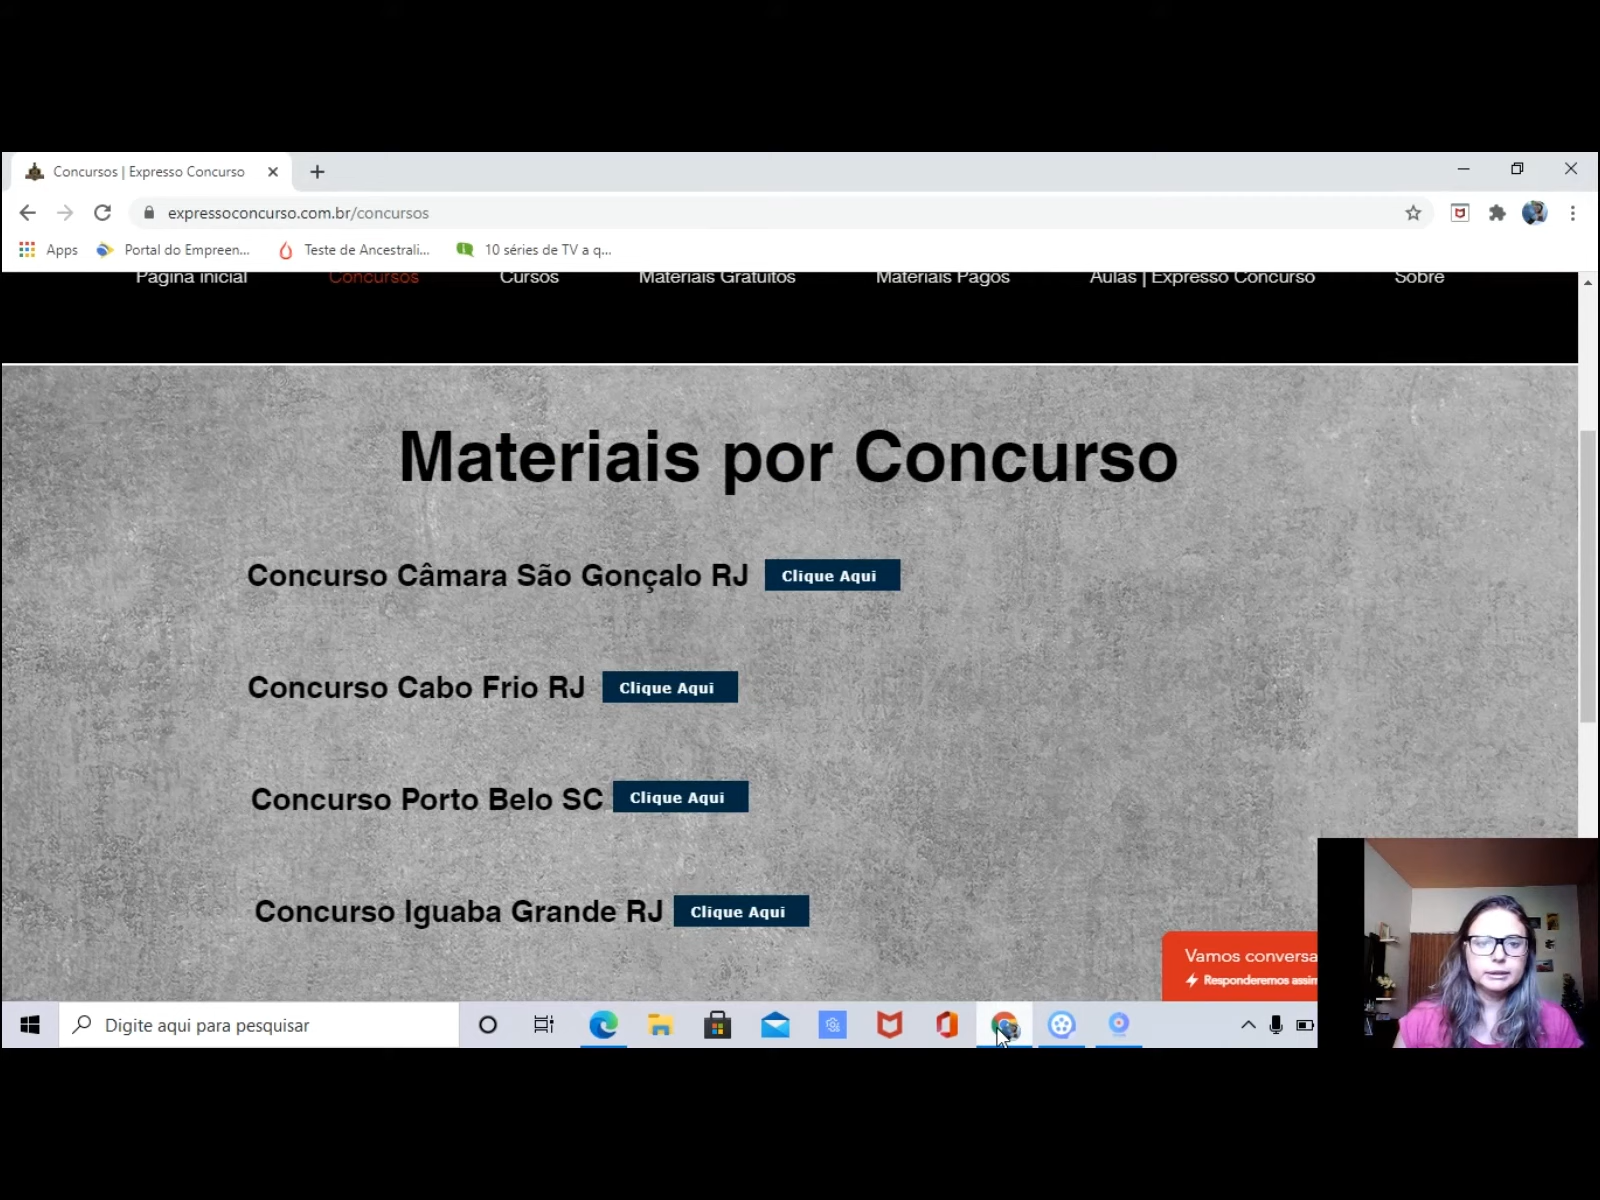 Concursos | Expresso Concurso
expressoconcurso.com.br/concursos
Apps
Portal do Empreen...
Teste de Ancestrali...
10 séries de TV a q...
Página inicial
Concursos
Cursos
Materiais Gratuitos
Materiais Pagos
Aulas | Expresso Concurso
Sobre
Materiais por Concurso
Concurso Câmara São Gonçalo RJ Clique Aqui
Concurso Cabo Frio RJ Clique Aqui
Concurso Porto Belo SC Clique Aqui
Concurso Iguaba Grande RJ Clique Aqui
Vamos conversa
Responderemos assim
Digite aqui para pesquisar